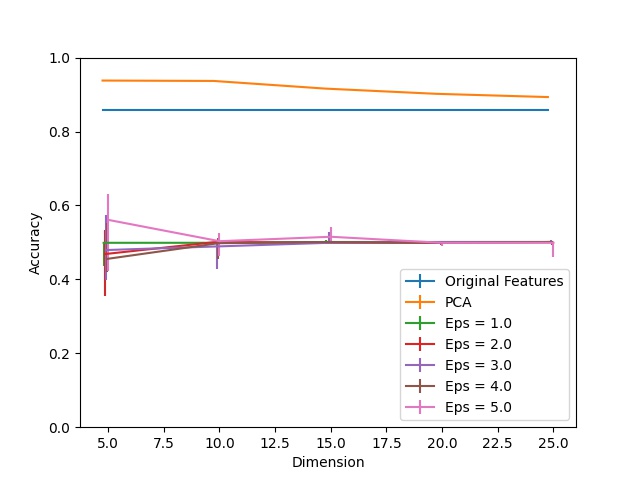 1.0
0.8
0.6
0.4
0.2
0.0
Accuracy
Original Features
PCA
Eps = 1.0
Eps = 2.0
Eps = 3.0
Eps = 4.0
Eps = 5.0
5.0 7.5 10.0 12.5 15.0 17.5 20.0 22.5 25.0
Dimension